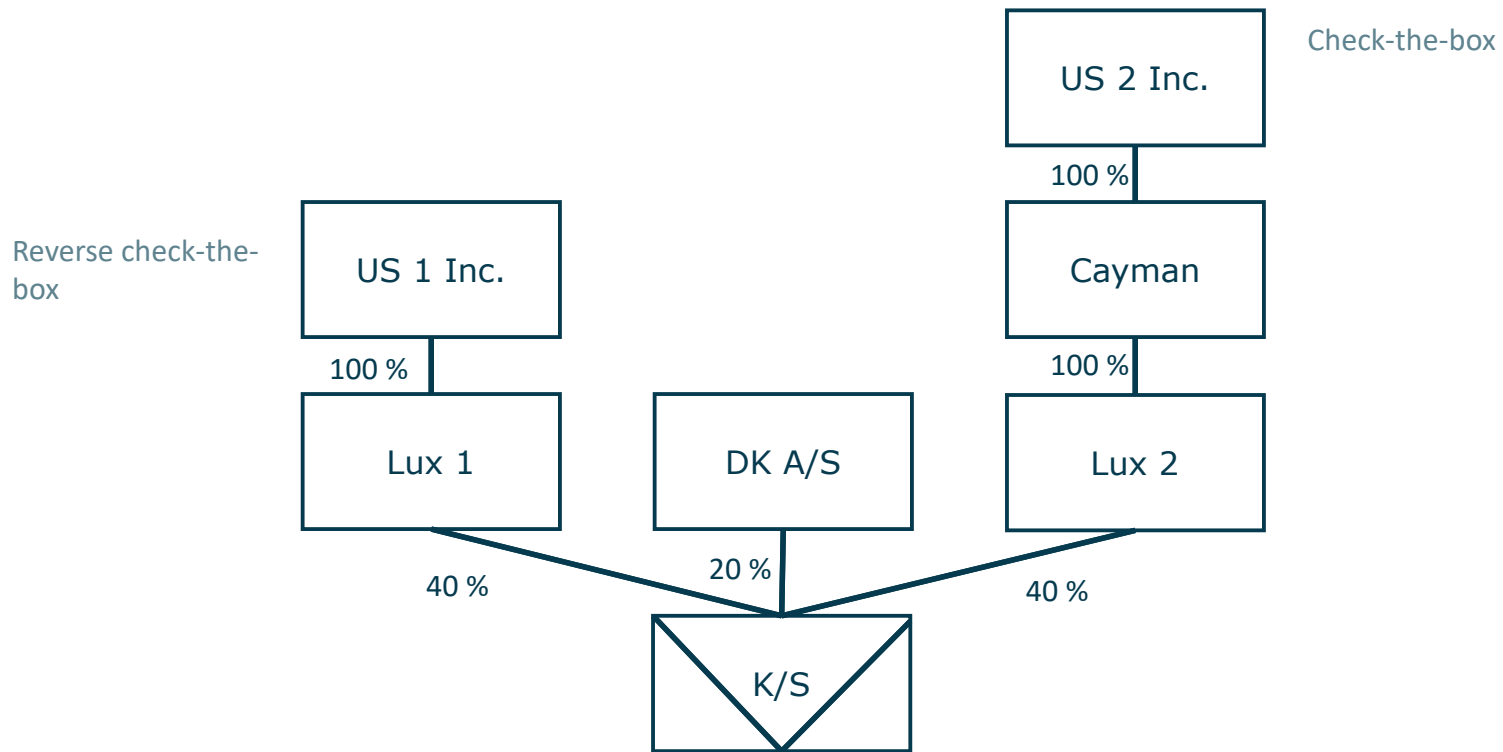 Check-the-box
US 2 Inc.
100 %
Reverse check-the-
box
US 1 Inc.
Cayman
100 %
100 %
Lux 1
DK A/S
Lux 2
40 %
20 %
40 %
K/S